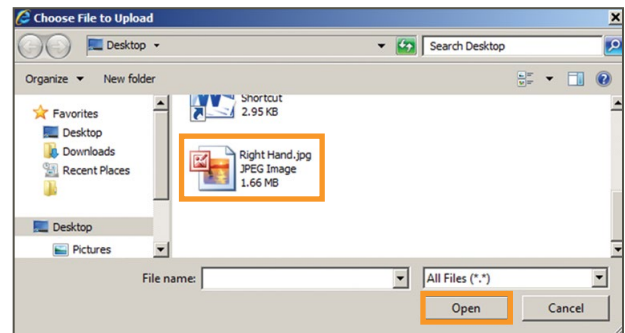 Choose File to Upload
Desktop
Search Desktop
Organize
New folder
Favorites
Desktop
Downloads
Recent Places
Desktop
Pictures
Shortcut
2.95 KB
Right Hand.jpg
JPEG Image
1.66 MB
File name:
All Files (*.*)
Open
Cancel